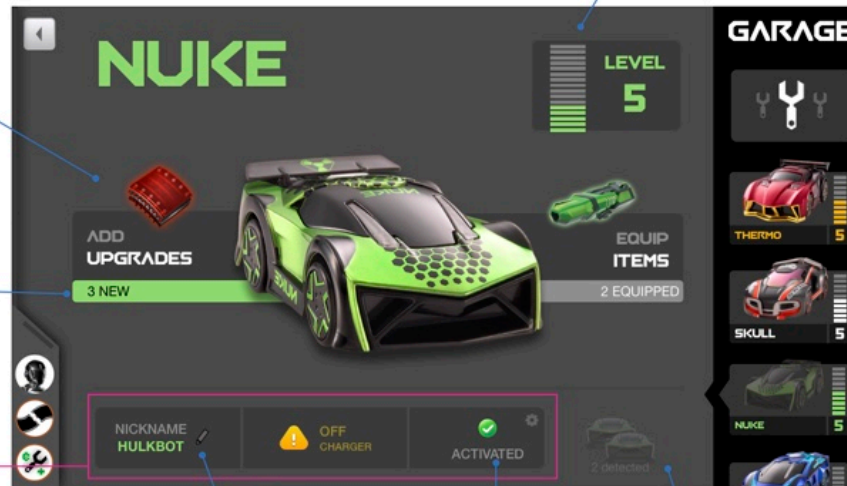 NUKE
LEVEL
5
GARAGE
ADD
UPGRADES
3 NEW
EQUIP
ITEMS
2 EQUIPPED
NUKE
THERMO
5
SKULL
5
NUKE
5
NICKNAME
HULKBOT
OFF
CHARGER
ACTIVATED
2 detected